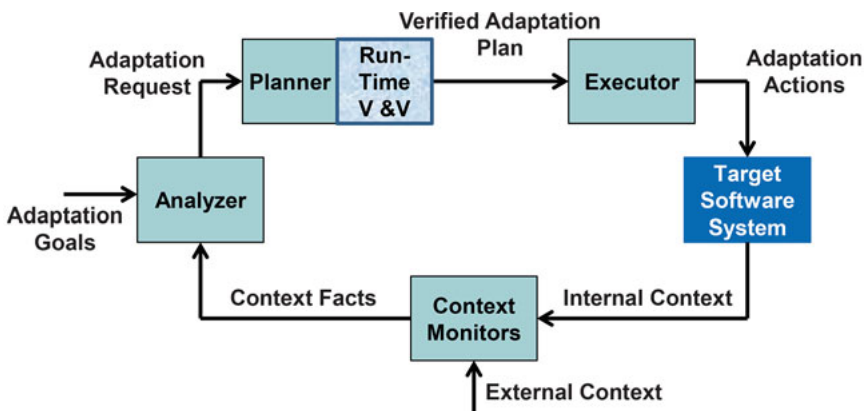 Verified Adaptation
Plan
Adaptation
Request
Planner
Run-
Time
V &V
Executor
Adaptation
Actions
Analyzer
Target
Software
System
Adaptation
Goals
Context Facts
Context
Monitors
Internal Context
External Context